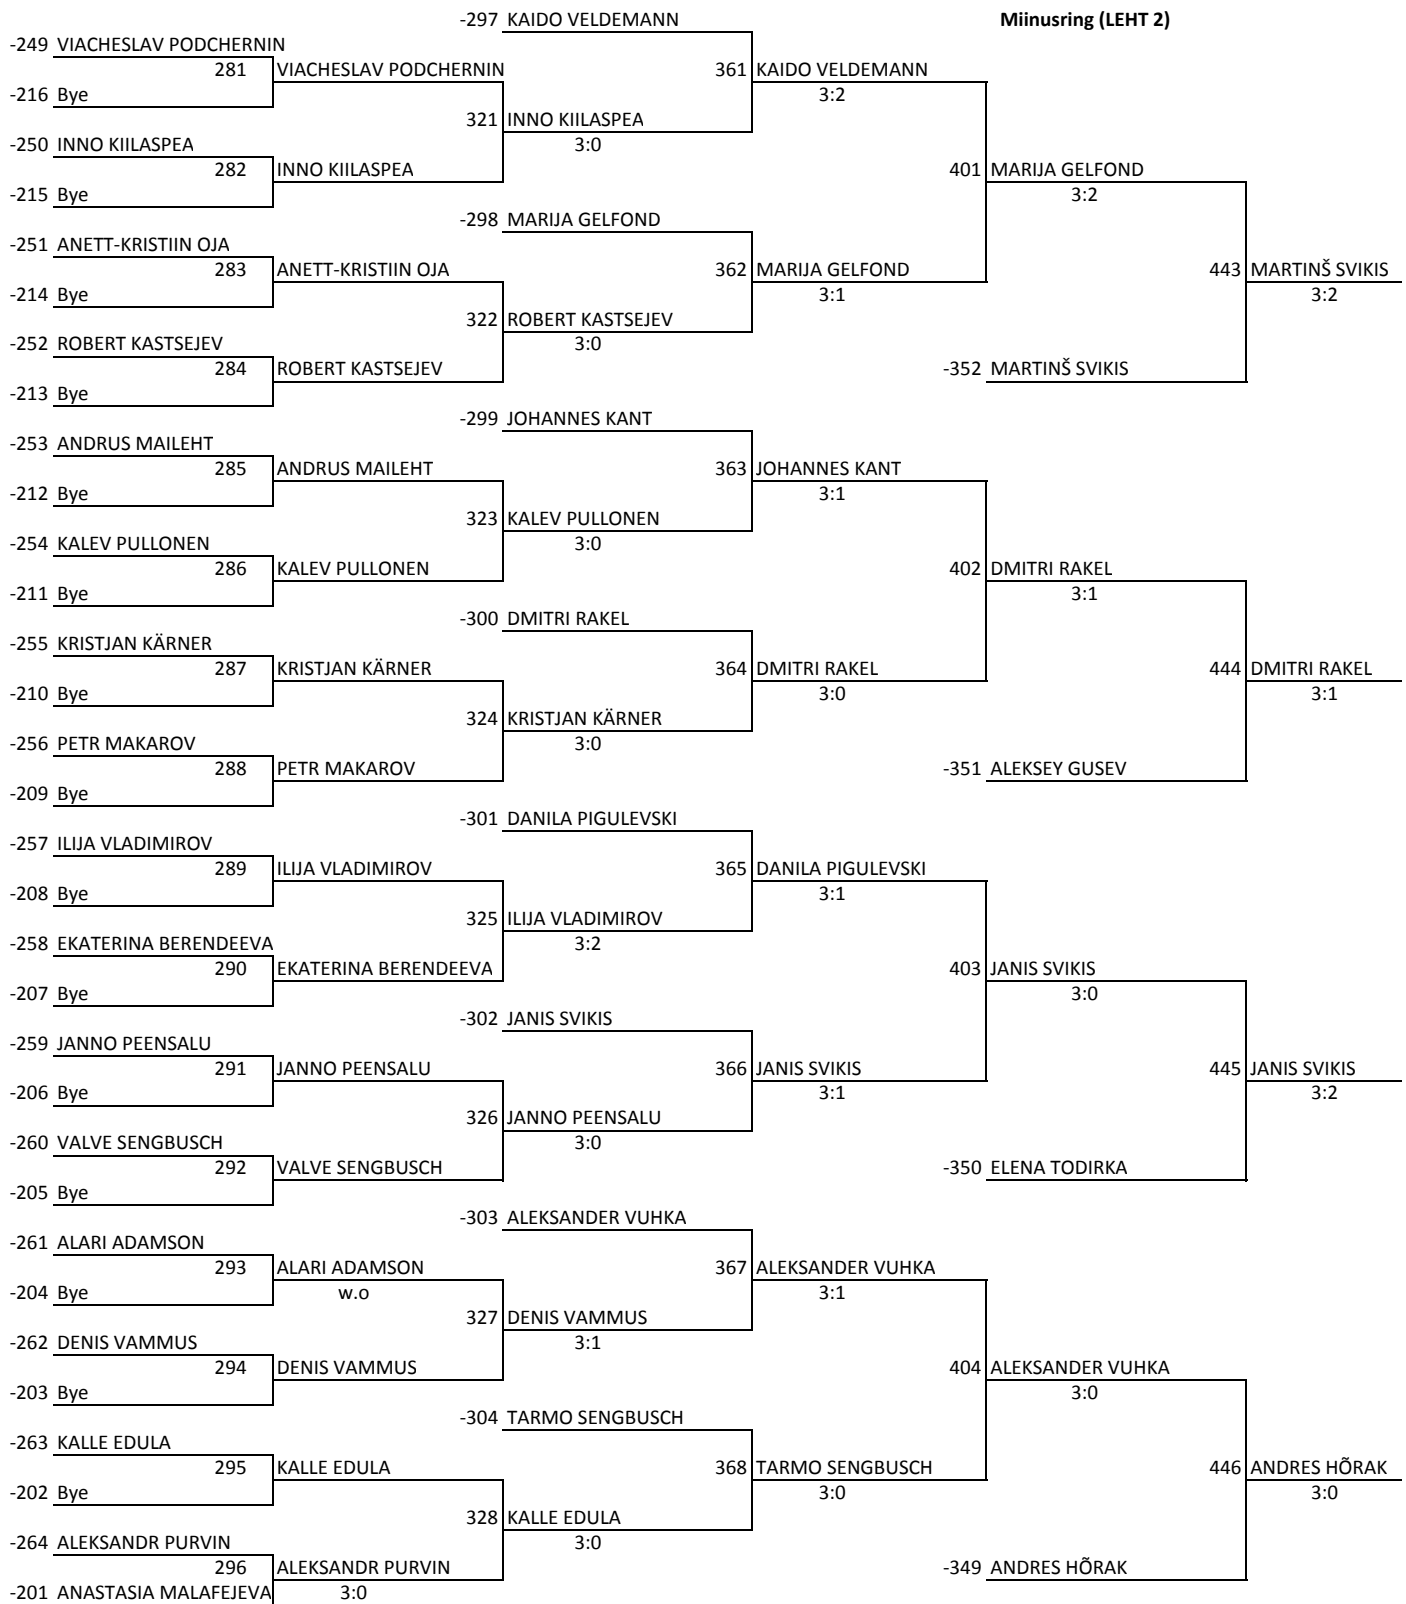 -297 KAIDO VELDEMANN Miinusring (LEHT 2)
-249 VIACHESLAV PODCHERNIN
281 VIACHESLAV PODCHERNIN 361 KAIDO VELDEMANN
-216 Bye 3:2
321 INNO KIILASPEA
-250 INNO KIILASPEA 3:0
282 INNO KIILASPEA 401 MARIJA GELFOND
-215 Bye 3:2
-298 MARIJA GELFOND
-251 ANETT-KRISTIIN OJA
283 ANETT-KRISTIIN OJA 362 MARIJA GELFOND 443 MARTINŠ SVIKIS
-214 Bye 3:1 3:2
322 ROBERT KASTSEJEV
-252 ROBERT KASTSEJEV 3:0
284 ROBERT KASTSEJEV -352 MARTINŠ SVIKIS
-213 Bye
-299 JOHANNES KANT
-253 ANDRUS MAILEHT
285 ANDRUS MAILEHT 363 JOHANNES KANT
-212 Bye 3:1
323 KALEV PULLONEN
-254 KALEV PULLONEN 3:0
286 KALEV PULLONEN 402 DMITRI RAKEL
-211 Bye 3:1
-300 DMITRI RAKEL
-255 KRISTJAN KÄRNER
287 KRISTJAN KÄRNER 364 DMITRI RAKEL 444 DMITRI RAKEL
-210 Bye 3:0 3:1
324 KRISTJAN KÄRNER
-256 PETR MAKAROV 3:0
288 PETR MAKAROV -351 ALEKSEY GUSEV
-209 Bye
-301 DANILA PIGULEVSKI
-257 ILIJA VLADIMIROV
289 ILIJA VLADIMIROV 365 DANILA PIGULEVSKI
-208 Bye 3:1
325 ILIJA VLADIMIROV
-258 EKATERINA BERENDEEVA 3:2
290 EKATERINA BERENDEEVA 403 JANIS SVIKIS
-207 Bye 3:0
-302 JANIS SVIKIS
-259 JANNO PEENSALU
291 JANNO PEENSALU 366 JANIS SVIKIS 445 JANIS SVIKIS
-206 Bye 3:1 3:2
326 JANNO PEENSALU
-260 VALVE SENGBUSCH 3:0
292 VALVE SENGBUSCH -350 ELENA TODIRKA
-205 Bye
-303 ALEKSANDER VUHKA
-261 ALARI ADAMSON
293 ALARI ADAMSON 367 ALEKSANDER VUHKA
-204 Bye w.o 3:1
327 DENIS VAMMUS
-262 DENIS VAMMUS 3:1
294 DENIS VAMMUS 404 ALEKSANDER VUHKA
-203 Bye 3:0
-304 TARMO SENGBUSCH
-263 KALLE EDULA
295 KALLE EDULA 368 TARMO SENGBUSCH 446 ANDRES HÕRAK
-202 Bye 3:0 3:0
328 KALLE EDULA
-264 ALEKSANDR PURVIN 3:0
296 ALEKSANDR PURVIN -349 ANDRES HÕRAK
-201 ANASTASIA MALAFEJEVA 3:0